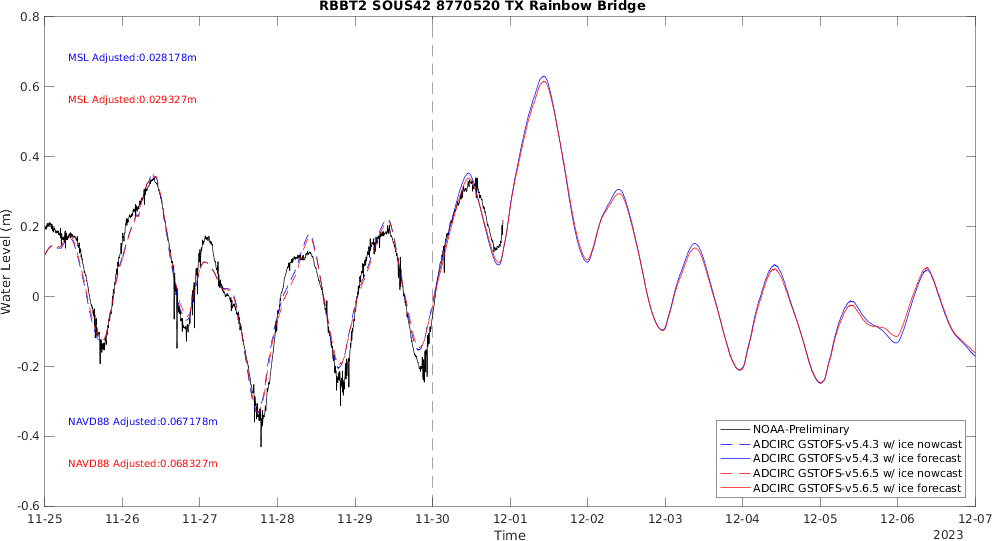 RBBT2 SOUS42 8770520 TX Rainbow Bridge
MSL Adjusted:0.028178m
MSL Adjusted:0.029327m
NAVD88 Adjusted:0.067178m
NAVD88 Adjusted:0.068327m
Water Level (m)
0.8
0.6
0.4
0.2
0
-0.2
-0.4
-0.6
NOAA-Preliminary
ADCIRC GSTOFS-v5.4.3 w/ ice nowcast
ADCIRC GSTOFS-v5.4.3 w/ ice forecast
ADCIRC GSTOFS-v5.6.5 w/ ice nowcast
ADCIRC GSTOFS-v5.6.5 w/ ice forecast
11-25 11-26 11-27 11-28 11-29 11-30 12-01 12-02 12-03 12-04 12-05 12-06 12-07
Time
2023